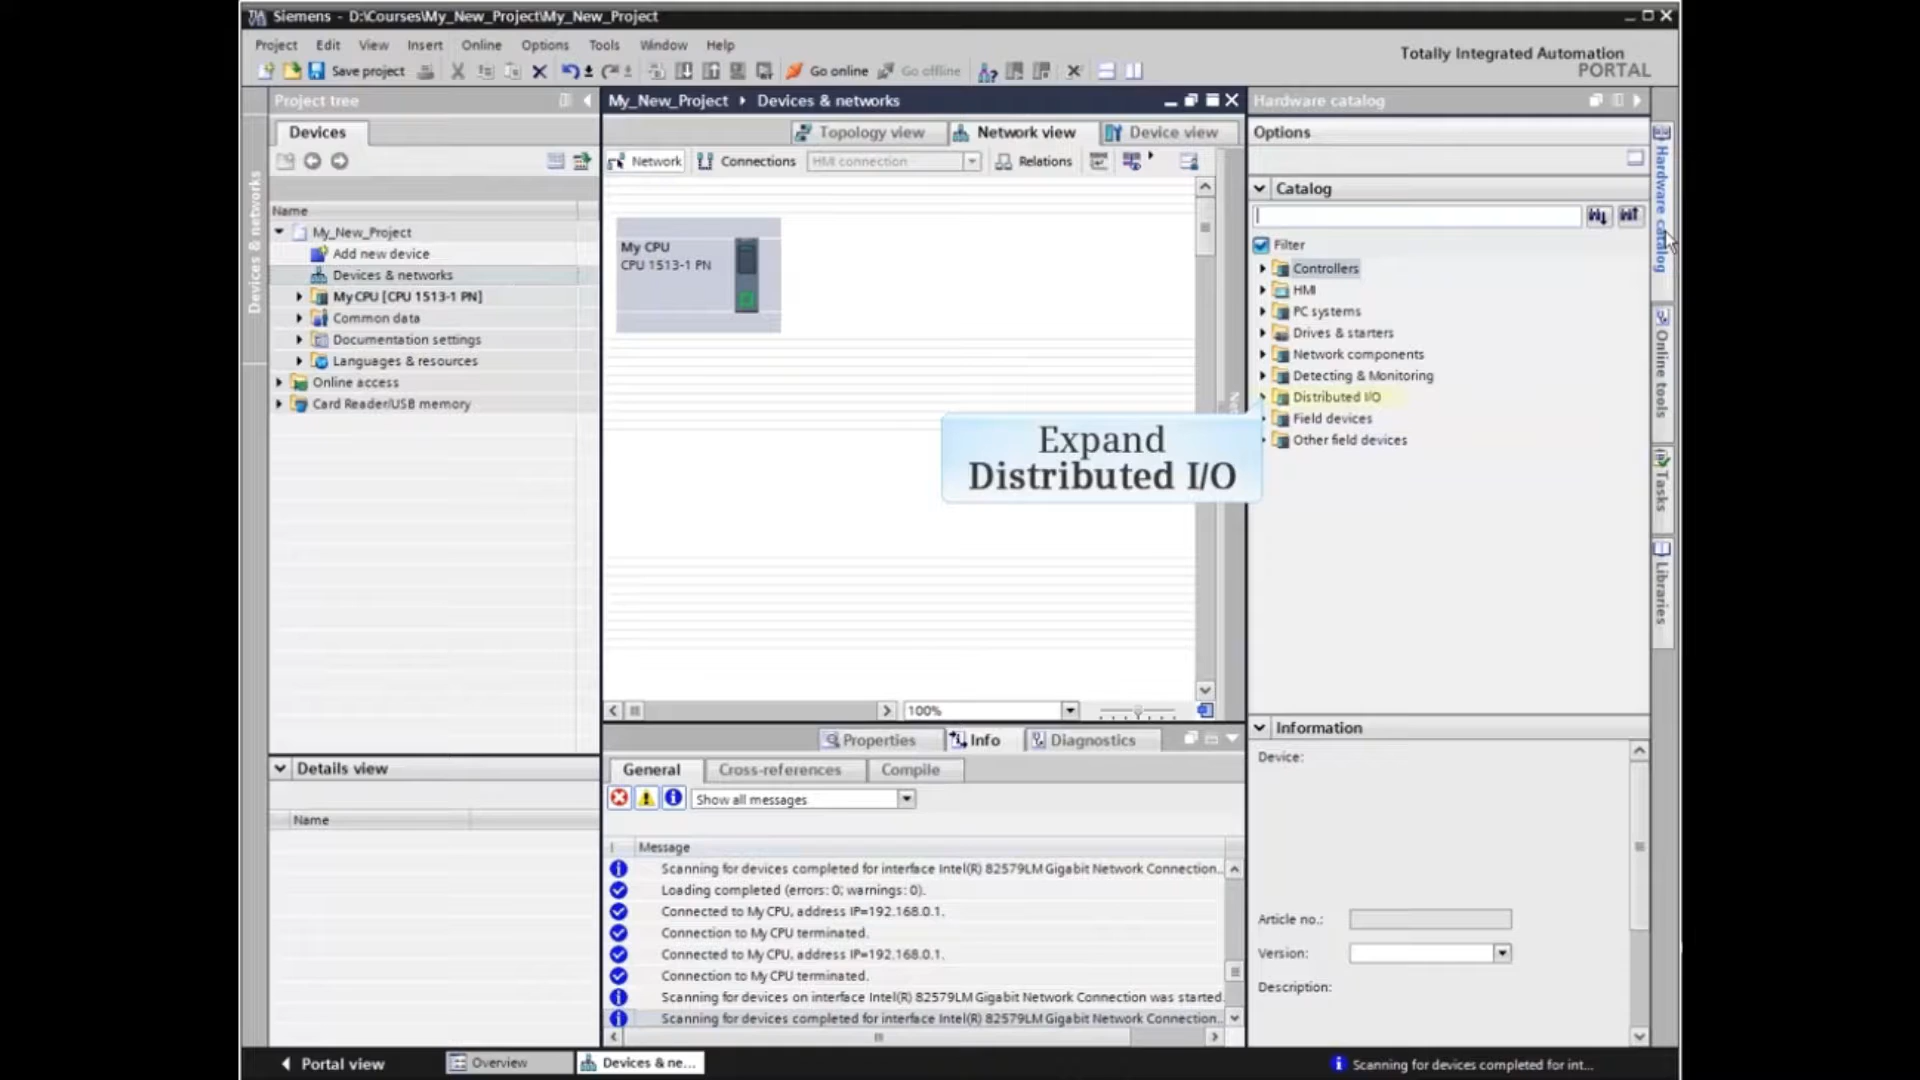 Siemens - D:\Courses\My_New_Project\My_New_Project
Project Edit View Insert Online Options Tools Window Help
Totally Integrated Automation
PORTAL
Save project Go online Go offline
Project tree
Devices
Devices & networks
Name
My_New_Project
Add new device
Devices & networks
My CPU [CPU 1513-1 PN]
Common data
Documentation settings
Languages & resources
Online access
Card Reader/USB memory
Details view
Name
My_New_Project Devices & networks
Topology view Network view Device view
Network Connections HMI connection Relations
My CPU
CPU 1513-1 PN
Expand
Distributed I/O
100%
Properties Info Diagnostics
General Cross-references Compile
Show all messages
Message
Scanning for devices completed for interface Intel(R) 82579LM Gigabit Network Connection..
Loading completed (errors: 0; warnings: 0).
Connected to My CPU, address IP=192.168.0.1.
Connection to My CPU terminated.
Connected to My CPU, address IP=192.168.0.1.
Connection to My CPU terminated.
Scanning for devices on interface Intel(R) 82579LM Gigabit Network Connection was started.
Scanning for devices completed for interface Intel(R) 82579LM Gigabit Network Connection..
Hardware catalog
Options
Catalog
Filter
Controllers
HMI
PC systems
Drives & starters
Network components
Detecting & Monitoring
Distributed I/O
Field devices
Other field devices
Information
Device:
Article no.:
Version:
Description:
Hardware catalog
Online tools
Tasks
Libraries
Portal view Overview Devices & ne... Scanning for devices completed for int...